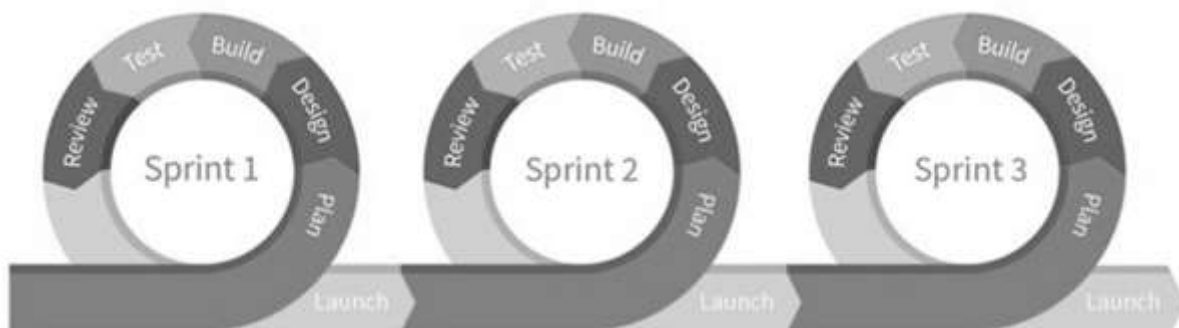 Test
Build
Design
Review
Sprint 1
Plan
Launch
Test
Build
Design
Review
Sprint 2
Plan
Launch
Test
Build
Design
Review
Sprint 3
Plan
Launch